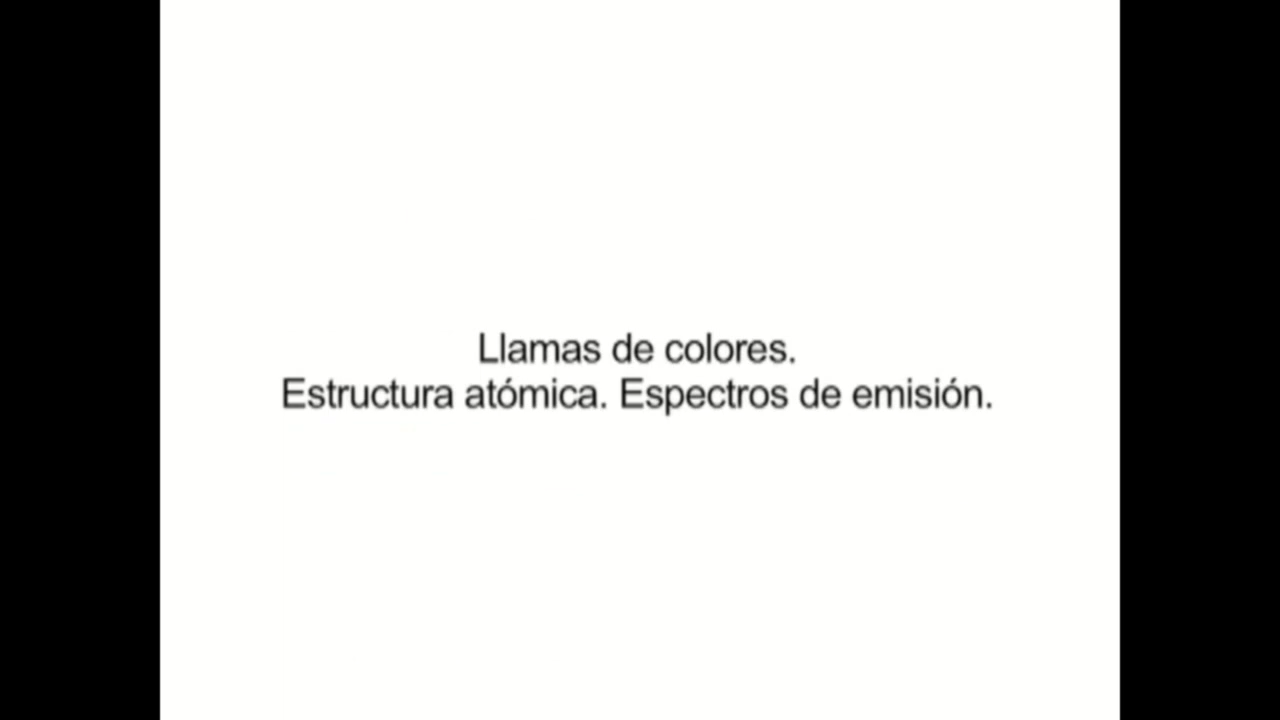 Llamas de colores.
Estructura atómica. Espectros de emisión.